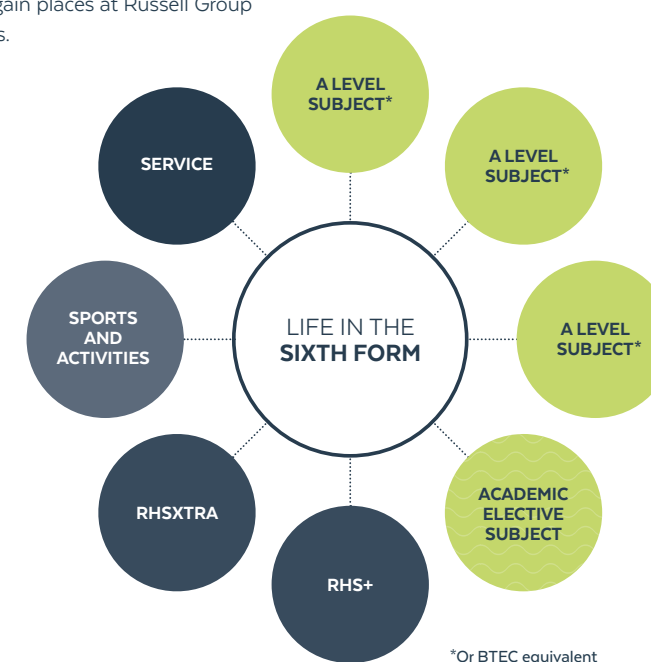 gain places at Russell Group
s.
A LEVEL
SUBJECT*
SERVICE
A LEVEL
SUBJECT*
SPORTS
AND
ACTIVITIES
LIFE IN THE
SIXTH FORM
A LEVEL
SUBJECT*
RHSXTRA
ACADEMIC
ELECTIVE
SUBJECT
RHS+
*Or BTEC equivalent